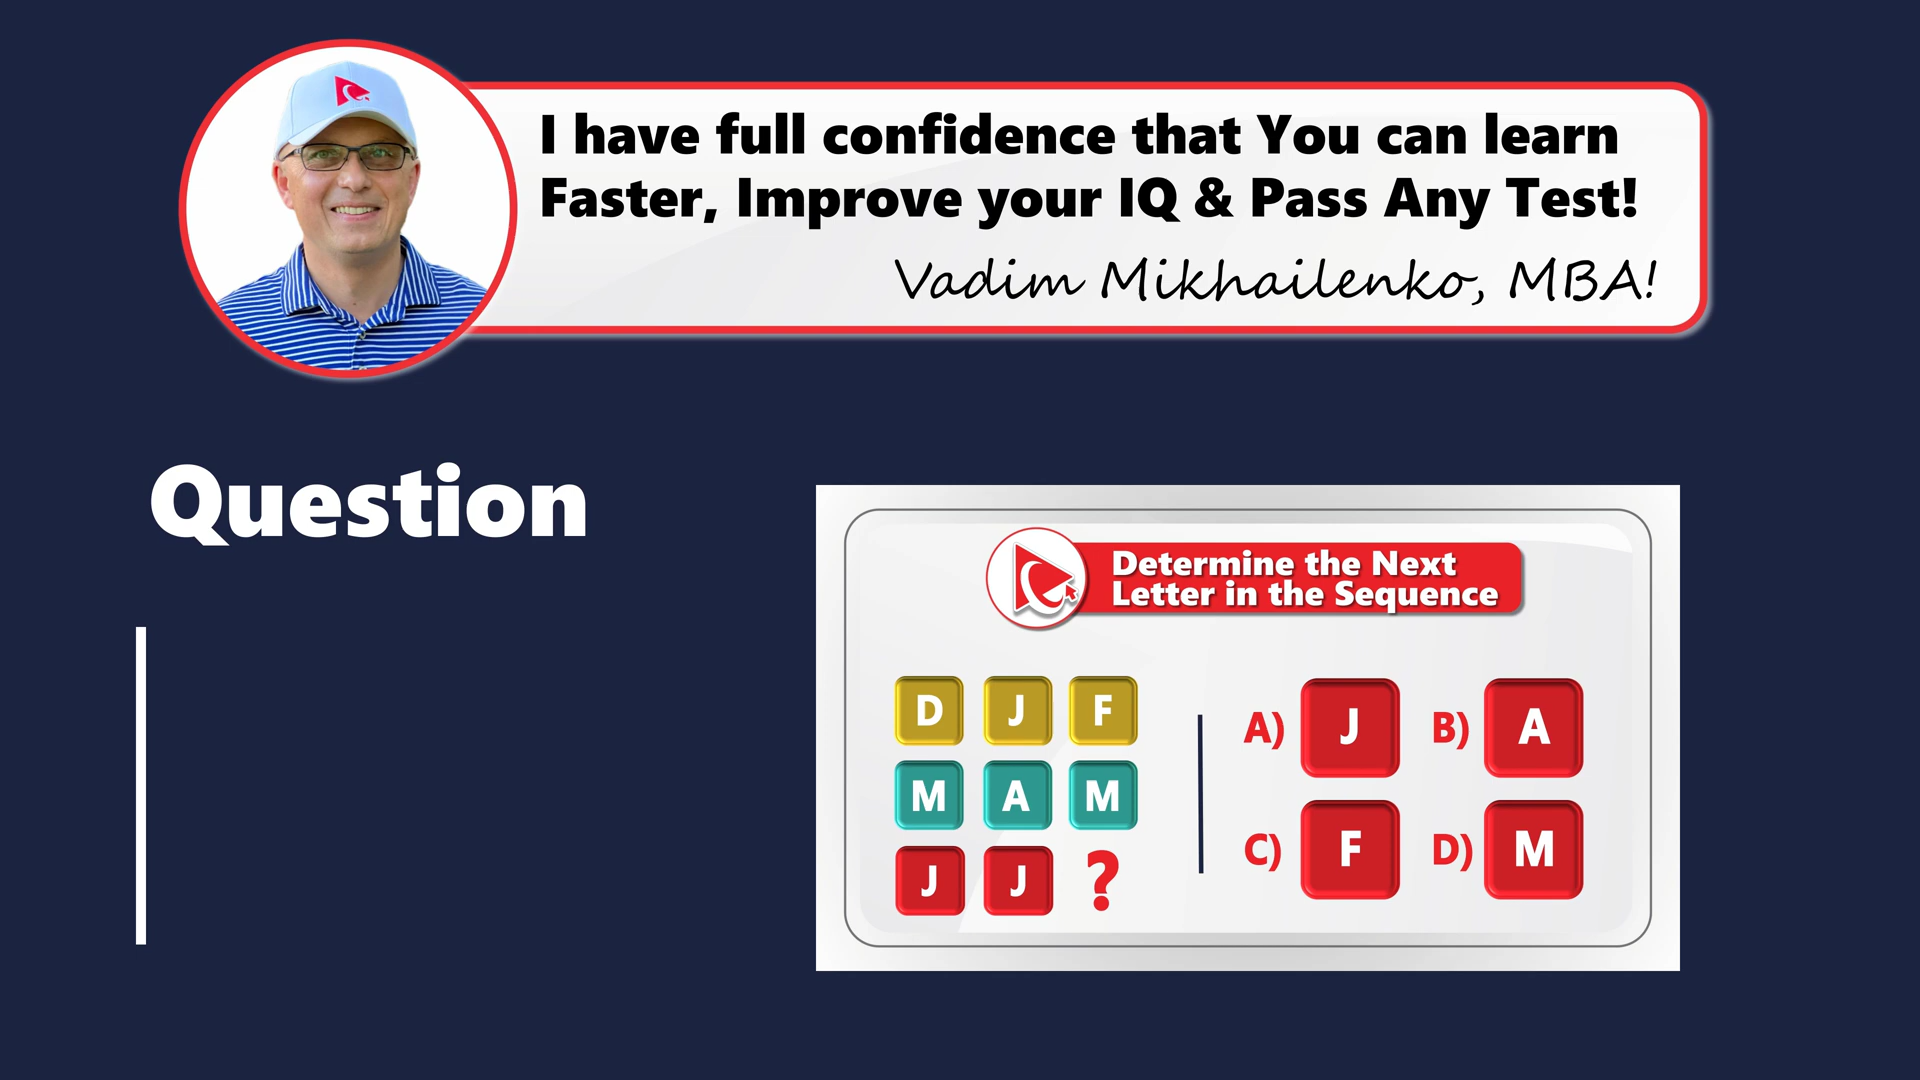 I have full confidence that You can learn
Faster, Improve your IQ & Pass Any Test!
Vadim Mikhailenko, MBA!
Question
Determine the Next
Letter in the Sequence
D J F
M A M
J J ?
A) J B) A
C) F D) M